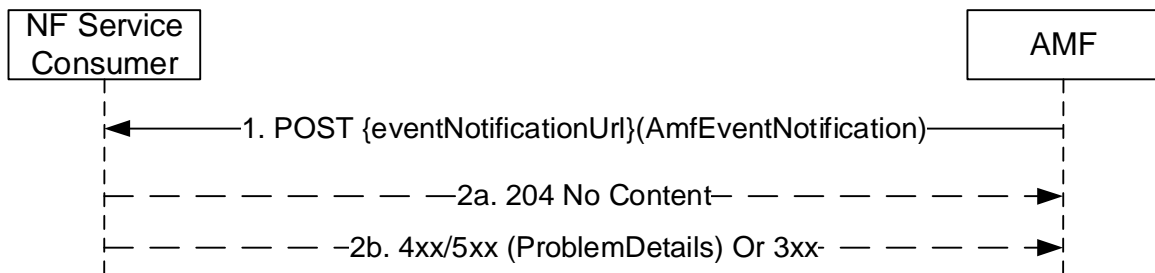 NF Service
Consumer
AMF
1. POST {eventNotificationUrl}(AmfEventNotification)
2a. 204 No Content
2b. 4xx/5xx (ProblemDetails) Or 3xx